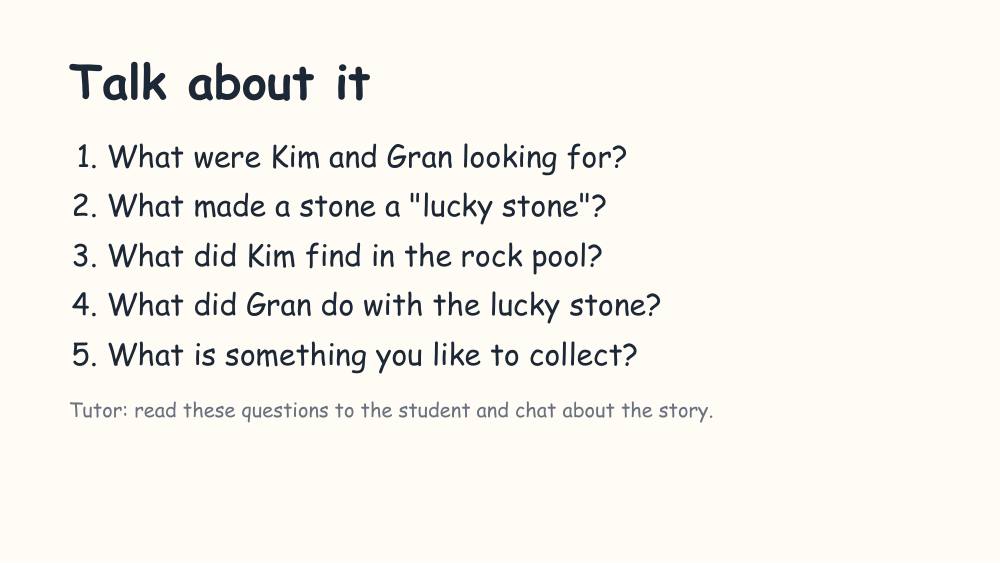 Talk about it
1. What were Kim and Gran looking for?
2. What made a stone a "lucky stone"?
3. What did Kim find in the rock pool?
4. What did Gran do with the lucky stone?
5. What is something you like to collect?
Tutor: read these questions to the student and chat about the story.